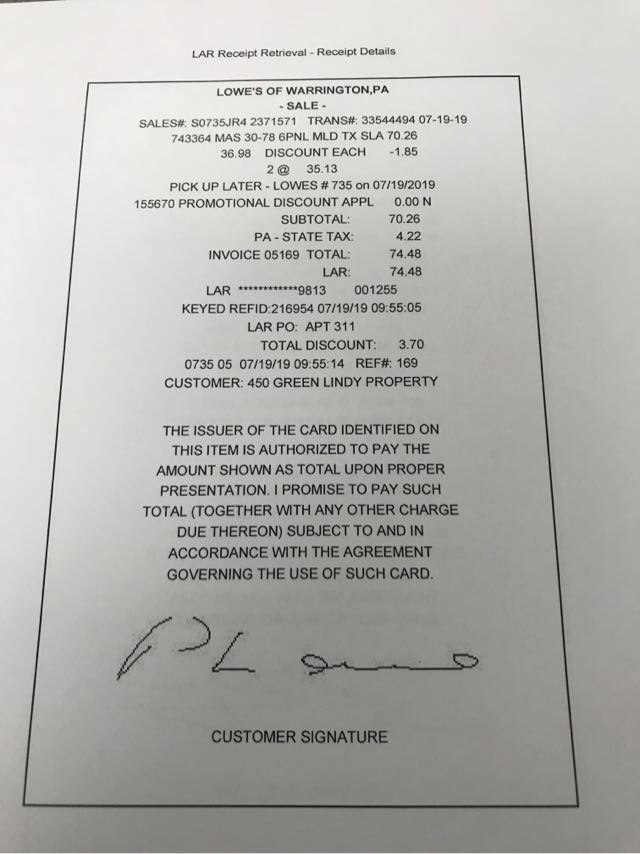 LAR Receipt Retrieval - Receipt Details
LOWE'S OF WARRINGTON,PA
- SALE -
SALES#: S0735JR4 2371571 TRANS#: 33544494 07-19-19
743364 MAS 30-78 6PNL MLD TX SLA 70.26
36.98 DISCOUNT EACH -1.85
2 @ 35.13
PICK UP LATER - LOWES # 735 on 07/19/2019
155670 PROMOTIONAL DISCOUNT APPL 0.00 N
SUBTOTAL: 70.26
PA - STATE TAX: 4.22
INVOICE 05169 TOTAL: 74.48
LAR: 74.48
LAR ************9813 001255
KEYED REFID:216954 07/19/19 09:55:05
LAR PO: APT 311
TOTAL DISCOUNT: 3.70
0735 05 07/19/19 09:55:14 REF#: 169
CUSTOMER: 450 GREEN LINDY PROPERTY
THE ISSUER OF THE CARD IDENTIFIED ON
THIS ITEM IS AUTHORIZED TO PAY THE
AMOUNT SHOWN AS TOTAL UPON PROPER
PRESENTATION. I PROMISE TO PAY SUCH
TOTAL (TOGETHER WITH ANY OTHER CHARGE
DUE THEREON) SUBJECT TO AND IN
ACCORDANCE WITH THE AGREEMENT
GOVERNING THE USE OF SUCH CARD.
CUSTOMER SIGNATURE